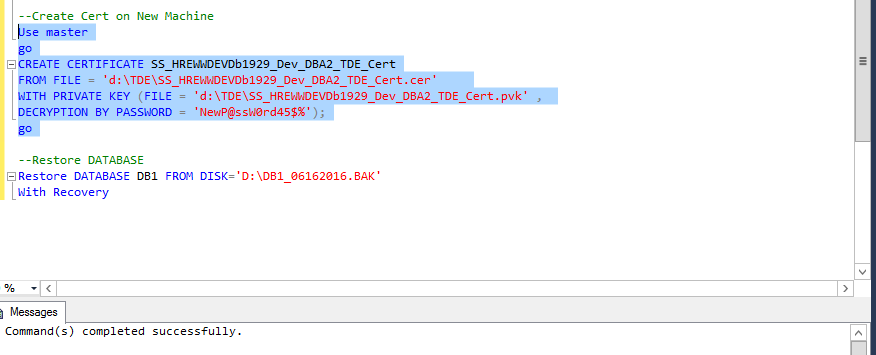 --Create Cert on New Machine
Use master
go
CREATE CERTIFICATE SS_HREWWDEVDb1929_Dev_DBA2_TDE_Cert
FROM FILE = 'd:\TDE\SS_HREWWDEVDb1929_Dev_DBA2_TDE_Cert.cer'
WITH PRIVATE KEY (FILE = 'd:\TDE\SS_HREWWDEVDb1929_Dev_DBA2_TDE_Cert.pvk' ,
DECRYPTION BY PASSWORD = 'NewP@ssW0rd45$%');
go
--Restore DATABASE
Restore DATABASE DB1 FROM DISK='D:\DB1_06162016.BAK'
With Recovery
%
Messages
Command(s) completed successfully.